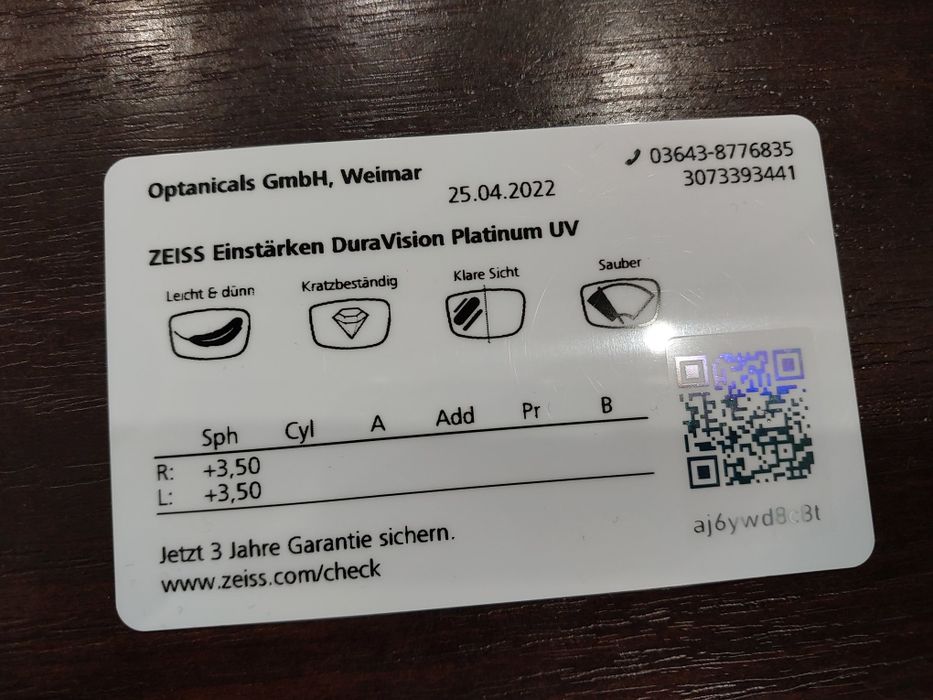 Optanicals GmbH, Weimar
25.04.2022
03643-8776835
3073393441
ZEISS Einstärken DuraVision Platinum UV
Leicht & dünn Kratzbeständig Klare Sicht Sauber
Sph Cyl A Add Pr B
R: +3,50
L: +3,50
Jetzt 3 Jahre Garantie sichern.
www.zeiss.com/check